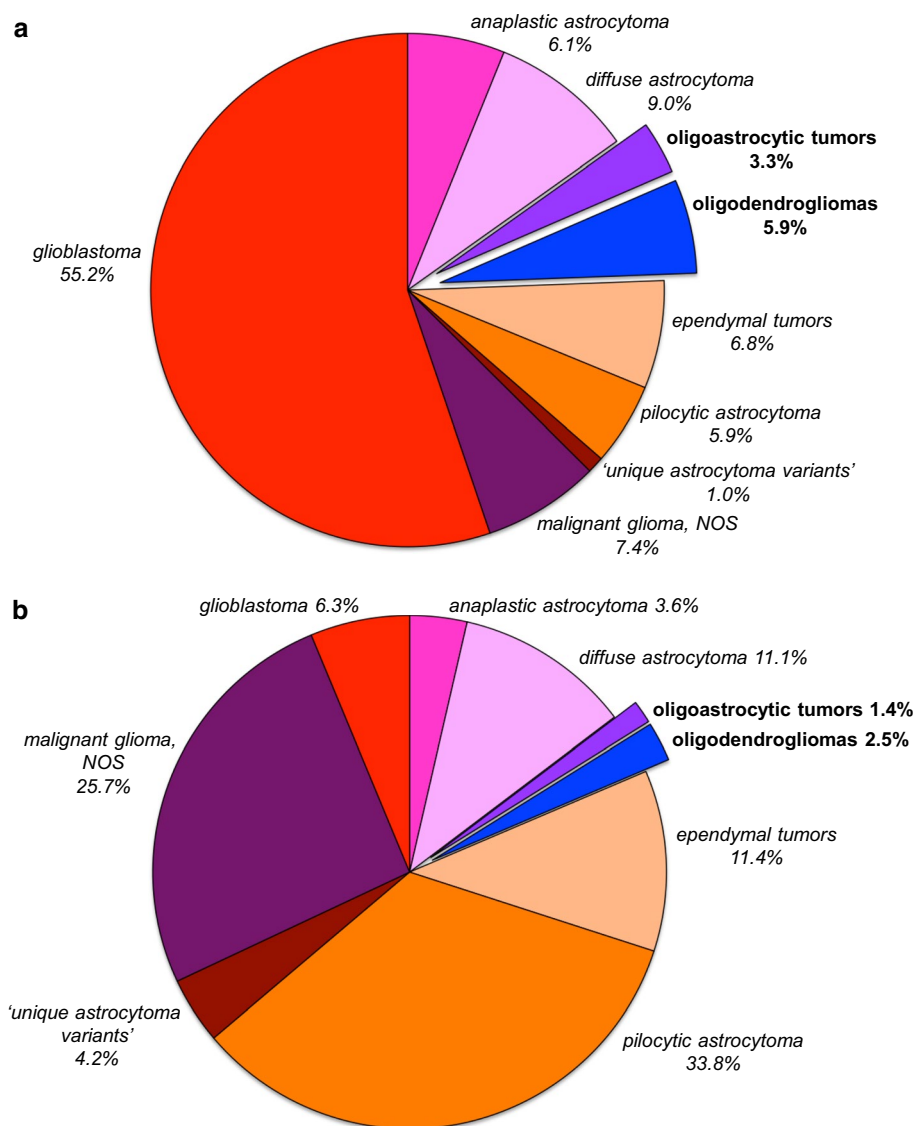 a
anaplastic astrocytoma
6.1%
diffuse astrocytoma
9.0%
oligoastrocytic tumors
3.3%
oligodendrogliomas
5.9%
glioblastoma
55.2%
ependymal tumors
6.8%
pilocytic astrocytoma
5.9%
‘unique astrocytoma variants’
1.0%
malignant glioma, NOS
7.4%
b
glioblastoma 6.3%
anaplastic astrocytoma 3.6%
diffuse astrocytoma 11.1%
oligoastrocytic tumors 1.4%
oligodendrogliomas 2.5%
malignant glioma,
NOS
25.7%
ependymal tumors
11.4%
‘unique astrocytoma
variants’
4.2%
pilocytic astrocytoma
33.8%